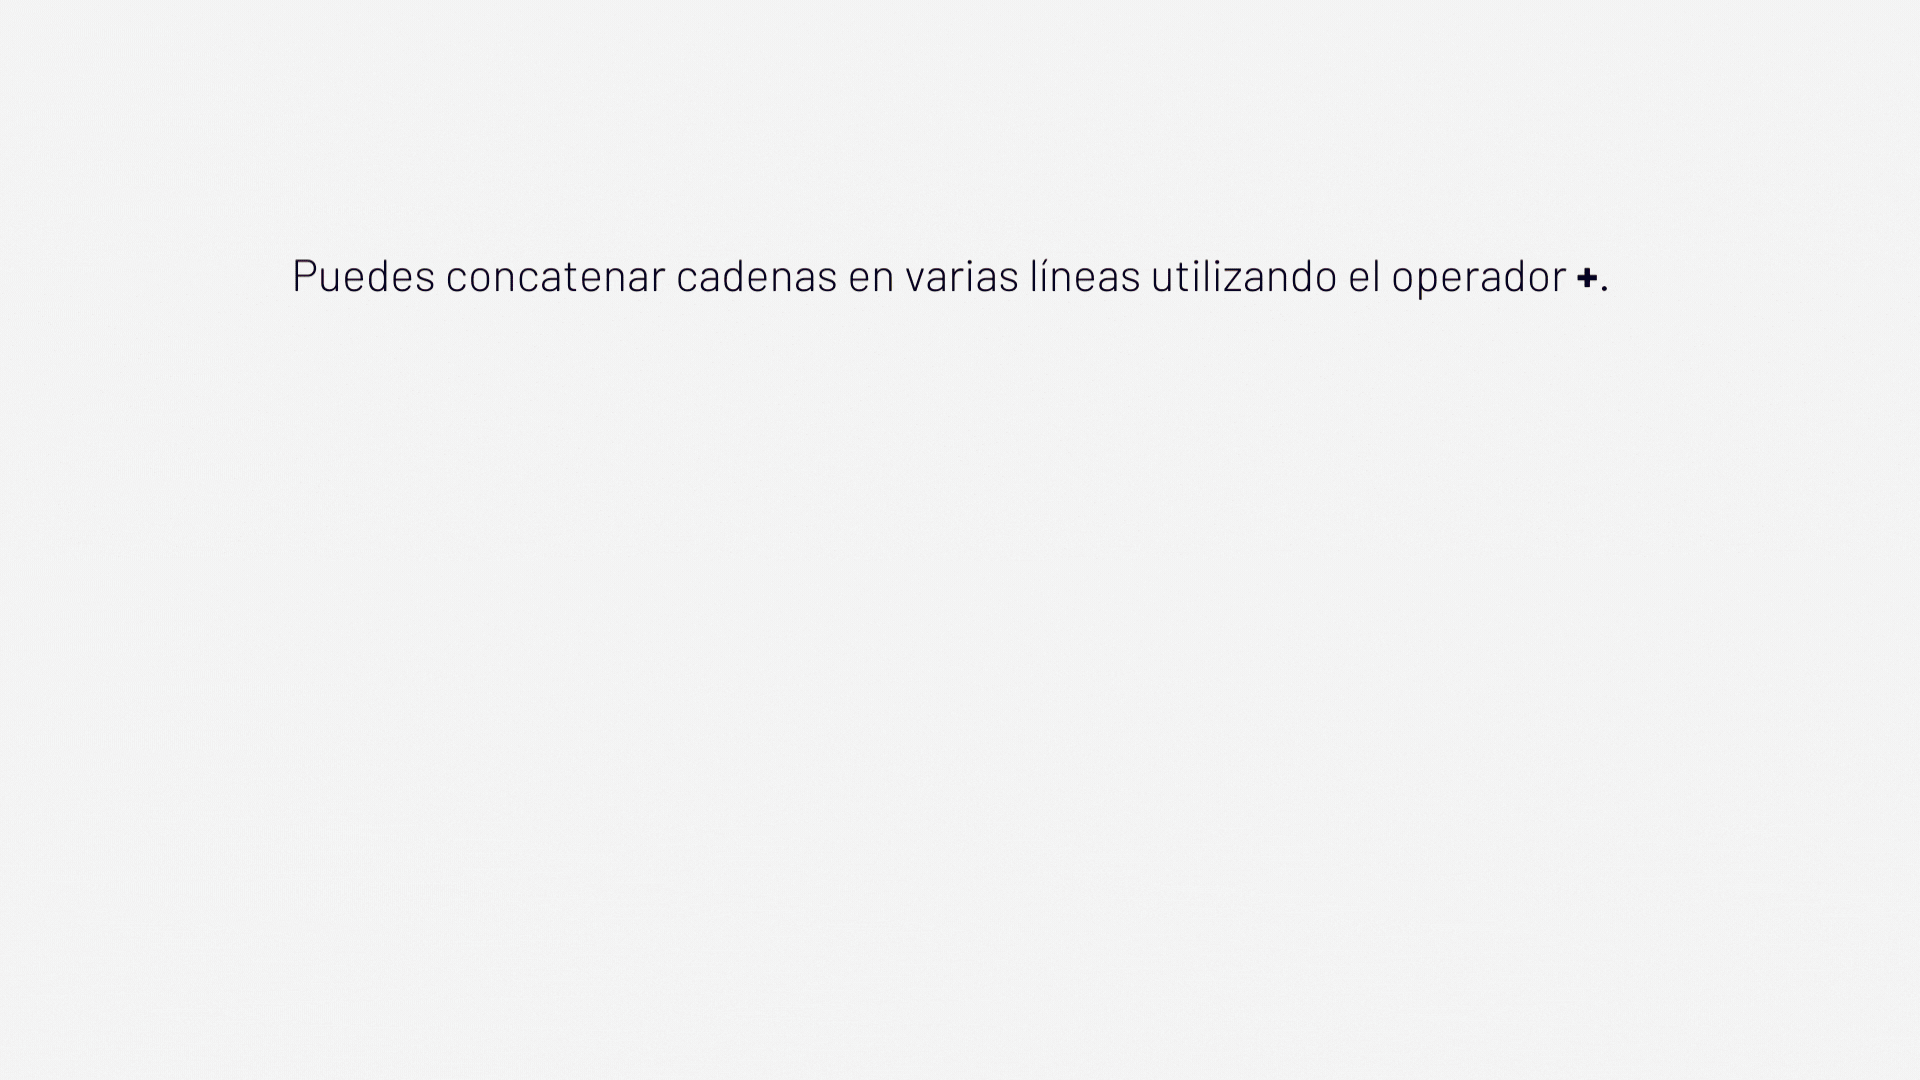 Puedes concatenar cadenas en varias líneas utilizando el operador +.